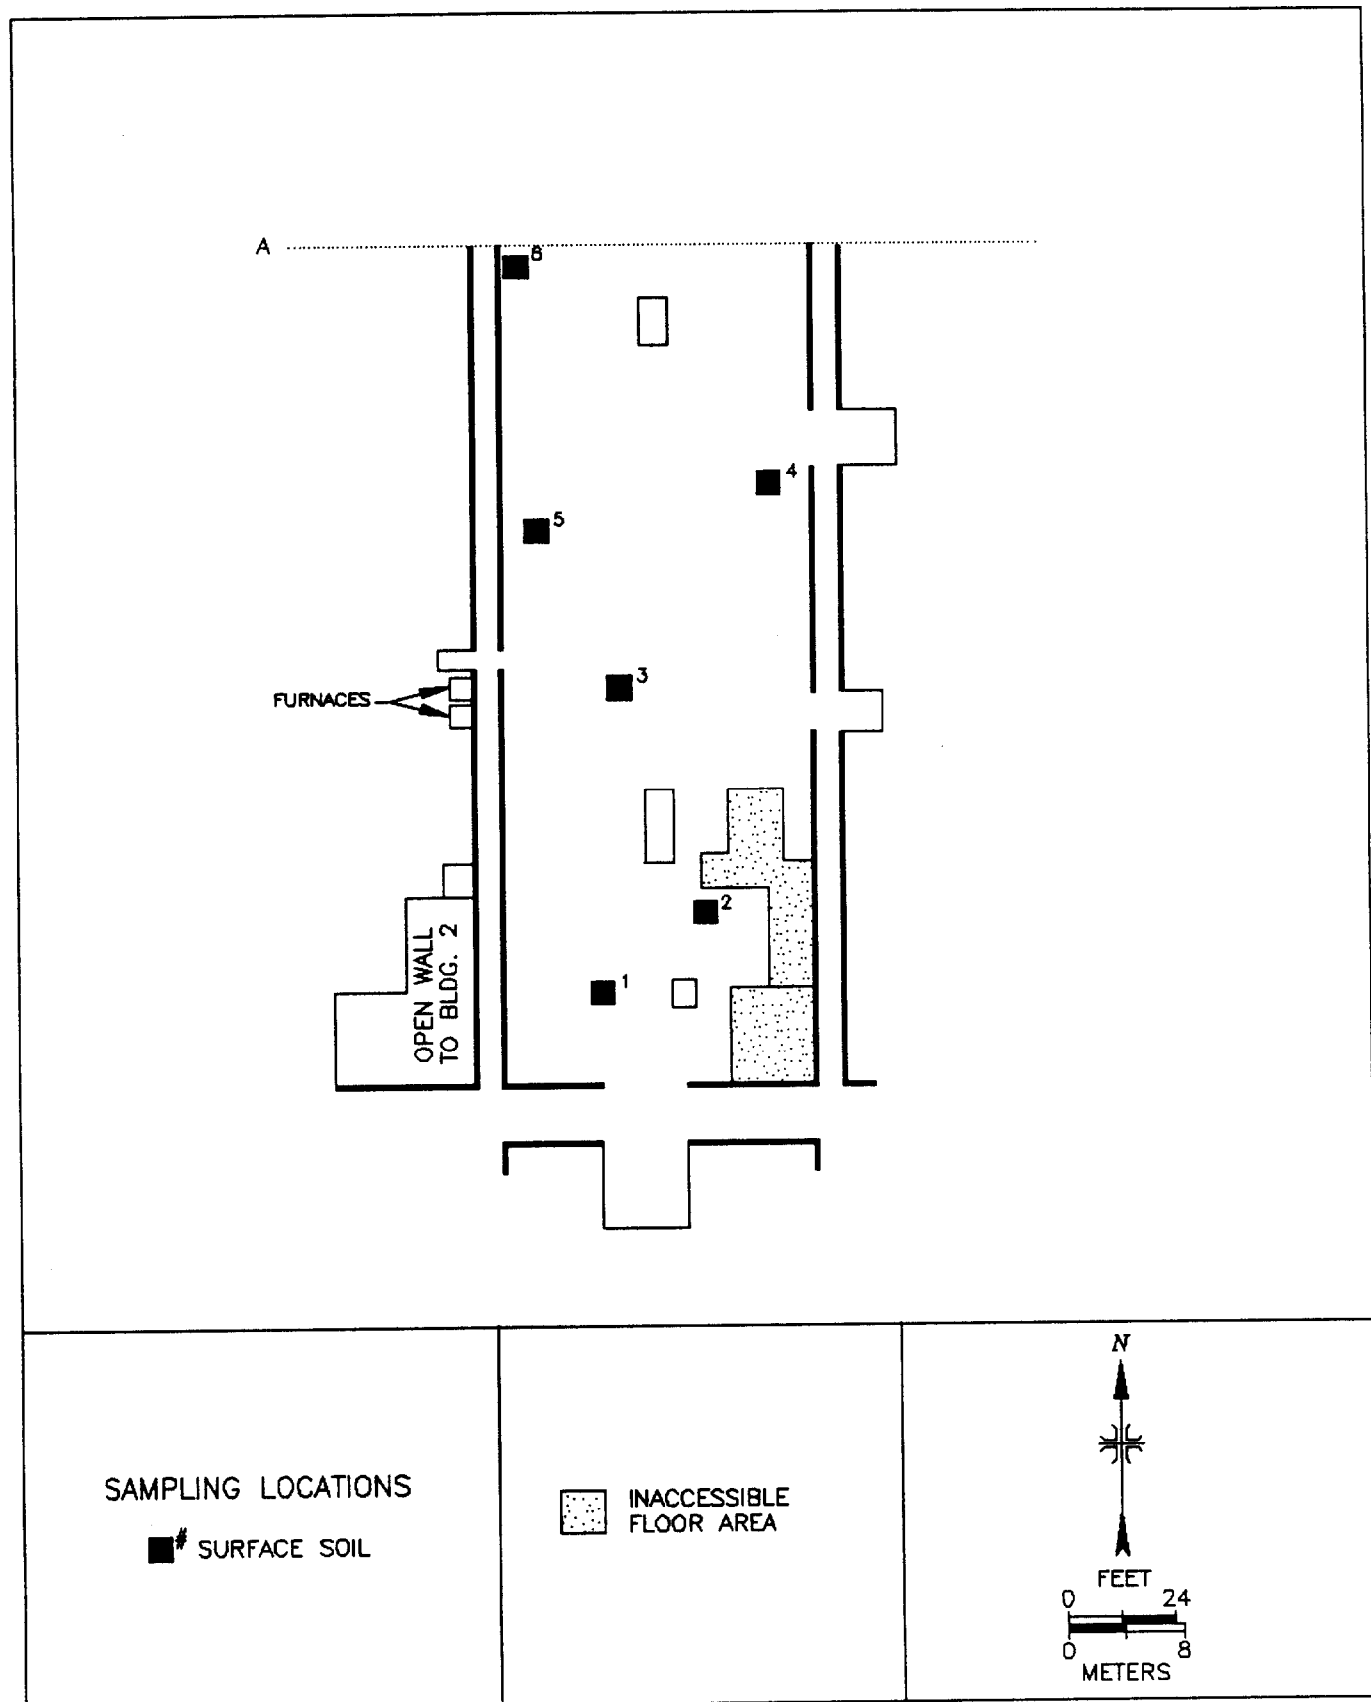 A
6
4
5
3
FURNACES
2
1
OPEN WALL
TO BLDG. 2
SAMPLING LOCATIONS
# SURFACE SOIL
INACCESSIBLE
FLOOR AREA
N
FEET
0 24
0 8
METERS